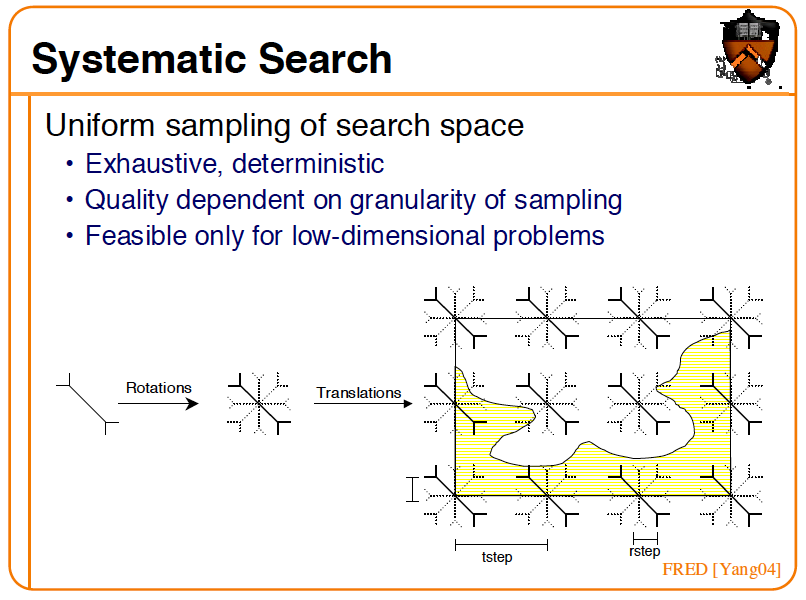 Systematic Search
Uniform sampling of search space
• Exhaustive, deterministic
• Quality dependent on granularity of sampling
• Feasible only for low-dimensional problems
Rotations
Translations
tstep
rstep
FRED [Yang04]